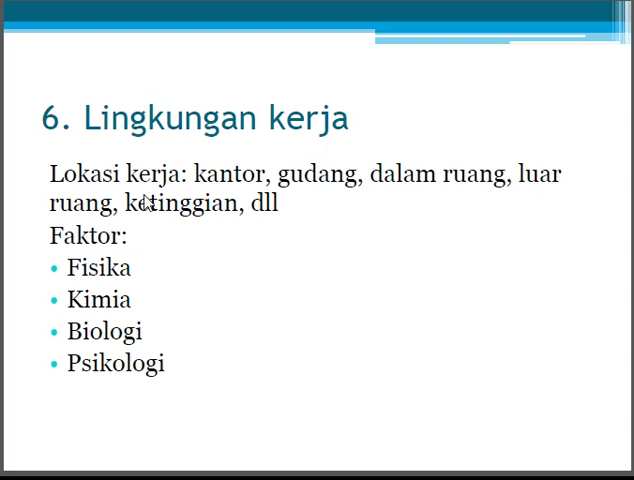 6. Lingkungan kerja
Lokasi kerja: kantor, gudang, dalam ruang, luar
ruang, ketinggian, dll
Faktor:
• Fisika
• Kimia
• Biologi
• Psikologi